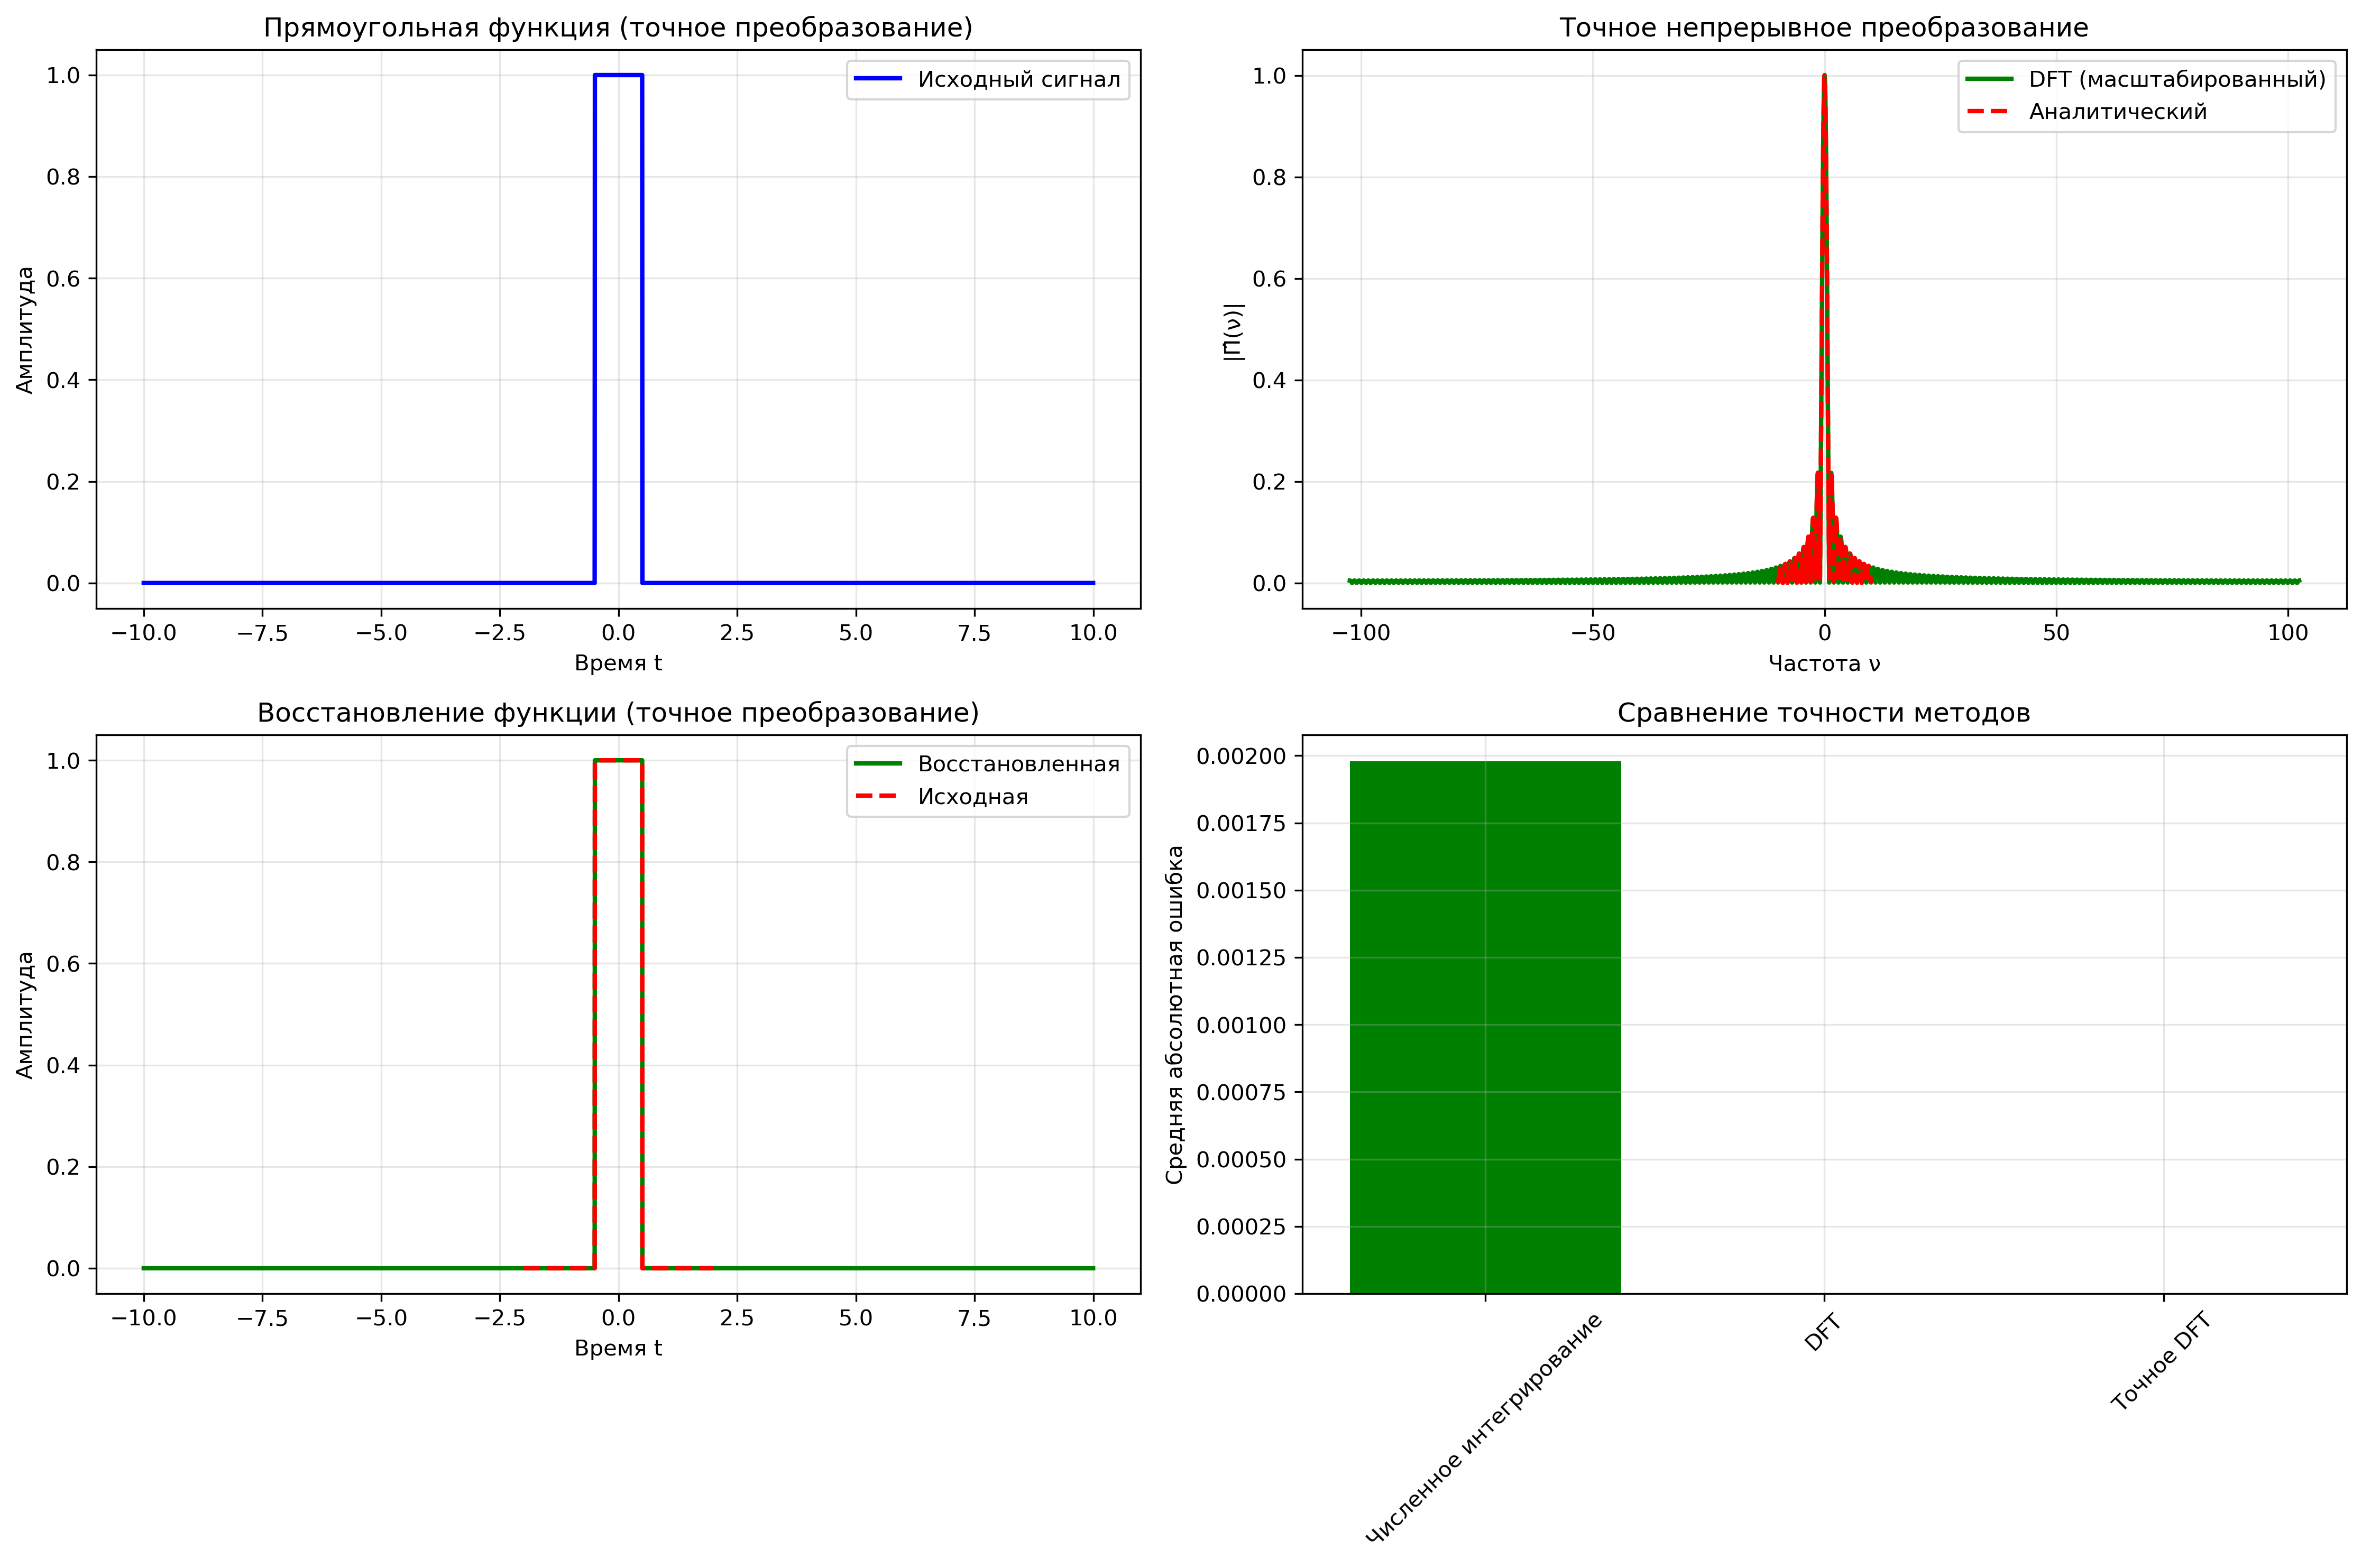 Прямоугольная функция (точное преобразование)
Амплитуда
1.0
0.8
0.6
0.4
0.2
0.0
Исходный сигнал
−10.0 −7.5 −5.0 −2.5 0.0 2.5 5.0 7.5 10.0
Время t
Точное непрерывное преобразование
|Π̂(ν)|
1.0
0.8
0.6
0.4
0.2
0.0
DFT (масштабированный)
Аналитический
−100 −50 0 50 100
Частота ν
Восстановление функции (точное преобразование)
Амплитуда
1.0
0.8
0.6
0.4
0.2
0.0
Восстановленная
Исходная
−10.0 −7.5 −5.0 −2.5 0.0 2.5 5.0 7.5 10.0
Время t
Сравнение точности методов
Средняя абсолютная ошибка
0.00200
0.00175
0.00150
0.00125
0.00100
0.00075
0.00050
0.00025
0.00000
Численное интегрирование
DFT
Точное DFT